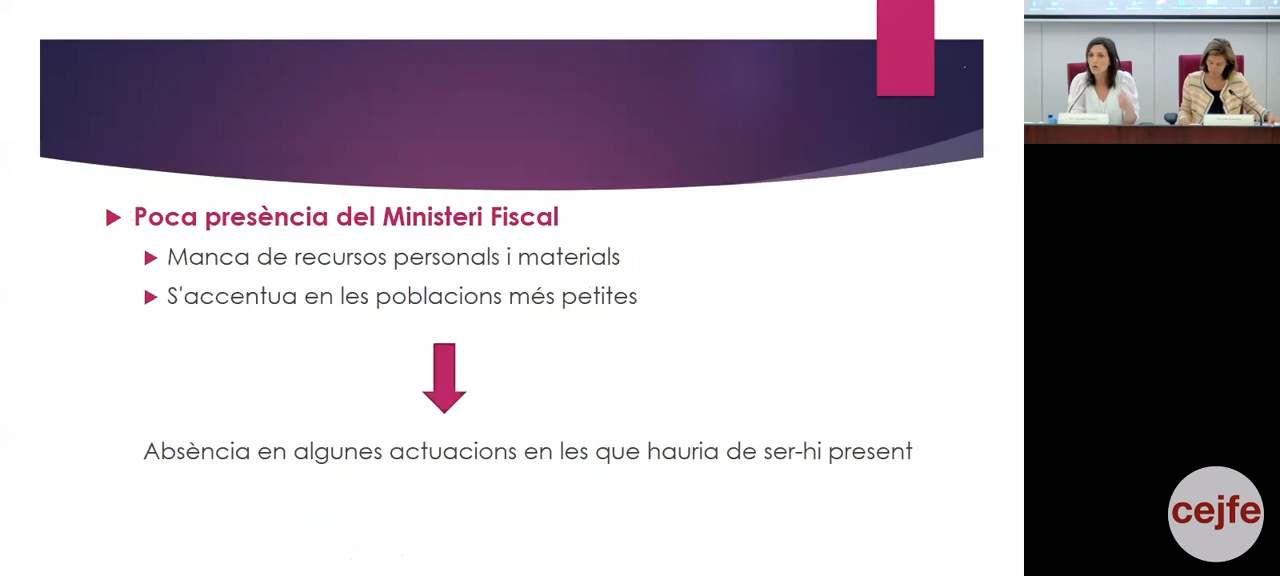 Poca presència del Ministeri Fiscal
Manca de recursos personals i materials
S'accentua en les poblacions més petites
Absència en algunes actuacions en les que hauria de ser-hi present
cejfe